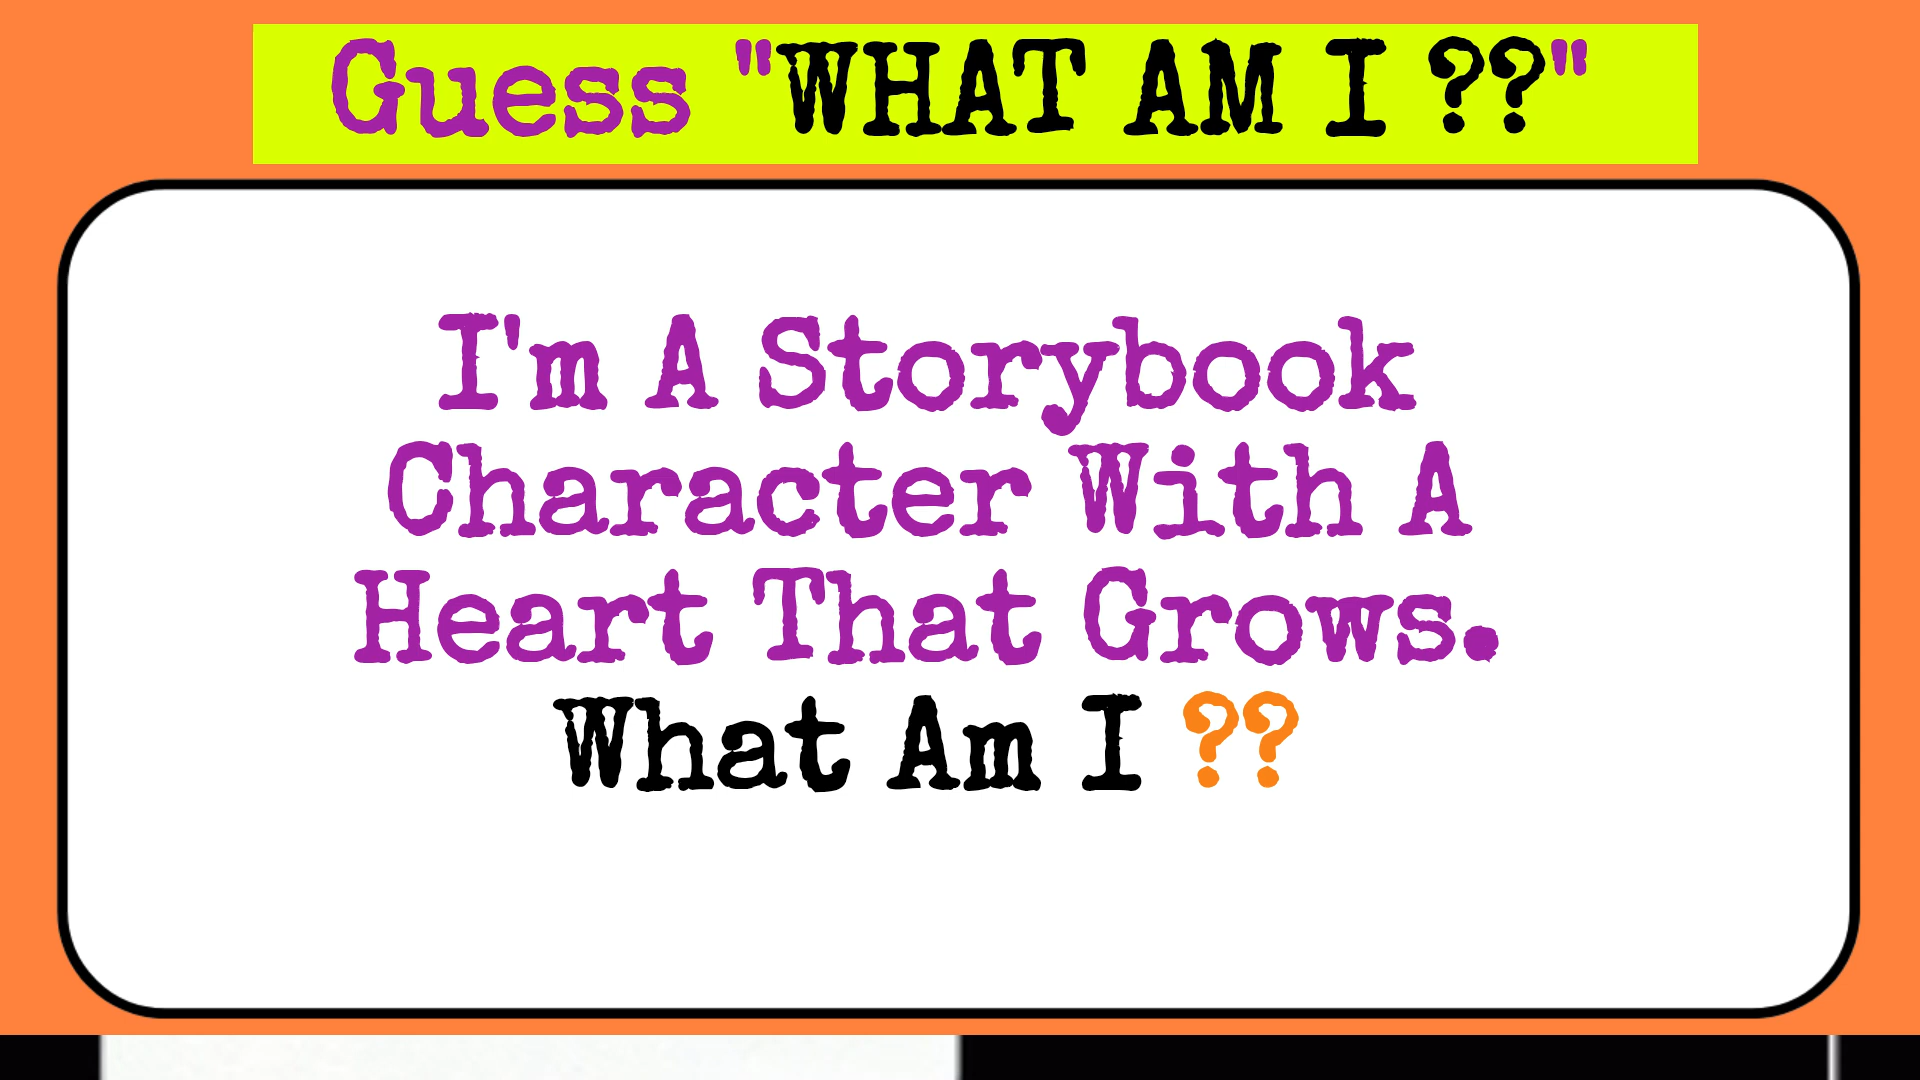 Guess "WHAT AM I ??"
I'm A Storybook
Character With A
Heart That Grows.
What Am I ??